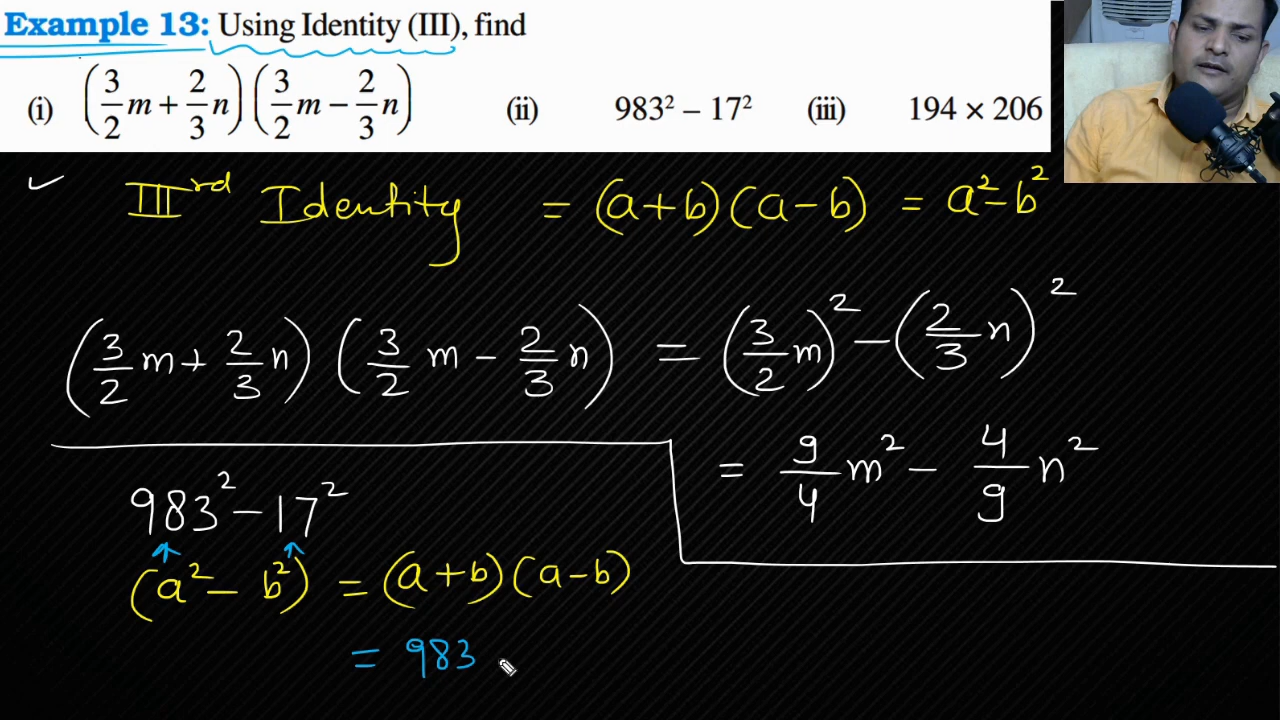 Example 13: Using Identity (III), find
(i) (3/2 m + 2/3 n) (3/2 m − 2/3 n) (ii) 983² – 17² (iii) 194 × 206
IIIrd Identity = (a+b)(a-b) = a²-b²
(3/2 m + 2/3 n) (3/2 m − 2/3 n) = (3/2 m)² − (2/3 n)²
= 9/4 m² − 4/9 n²
983² − 17²
(a² − b²) = (a+b)(a-b)
= 983